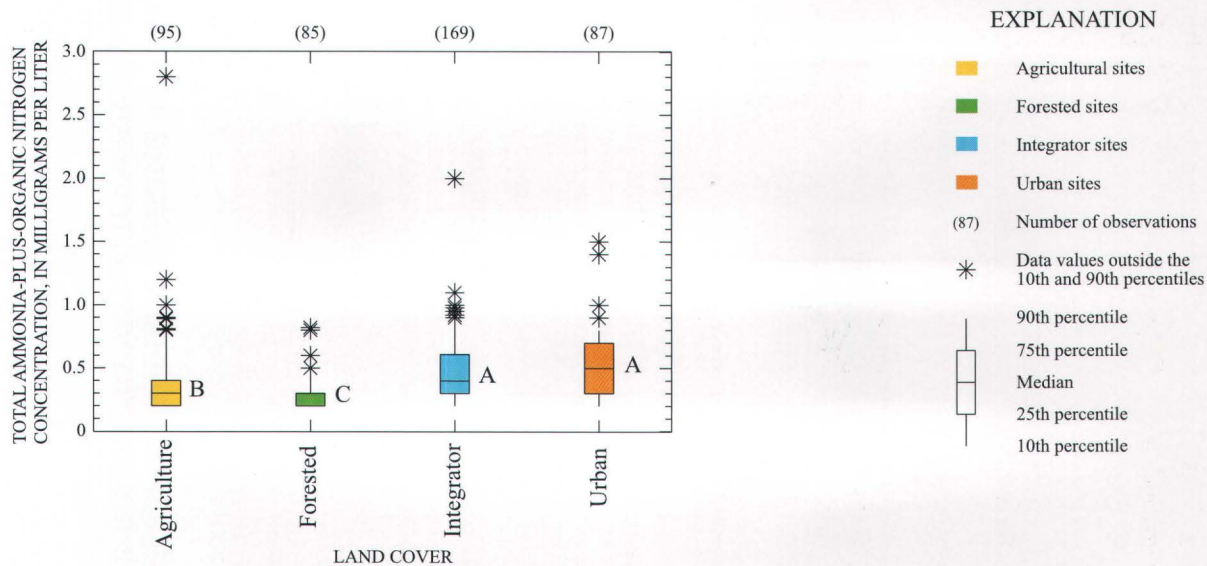 TOTAL AMMONIA-PLUS-ORGANIC NITROGEN
CONCENTRATION, IN MILLIGRAMS PER LITER
(95)
(85)
(169)
(87)
3.0
2.5
2.0
1.5
1.0
0.5
0
B
C
A
A
Agriculture
Forested
Integrator
Urban
LAND COVER
EXPLANATION
Agricultural sites
Forested sites
Integrator sites
Urban sites
(87) Number of observations
Data values outside the
10th and 90th percentiles
90th percentile
75th percentile
Median
25th percentile
10th percentile